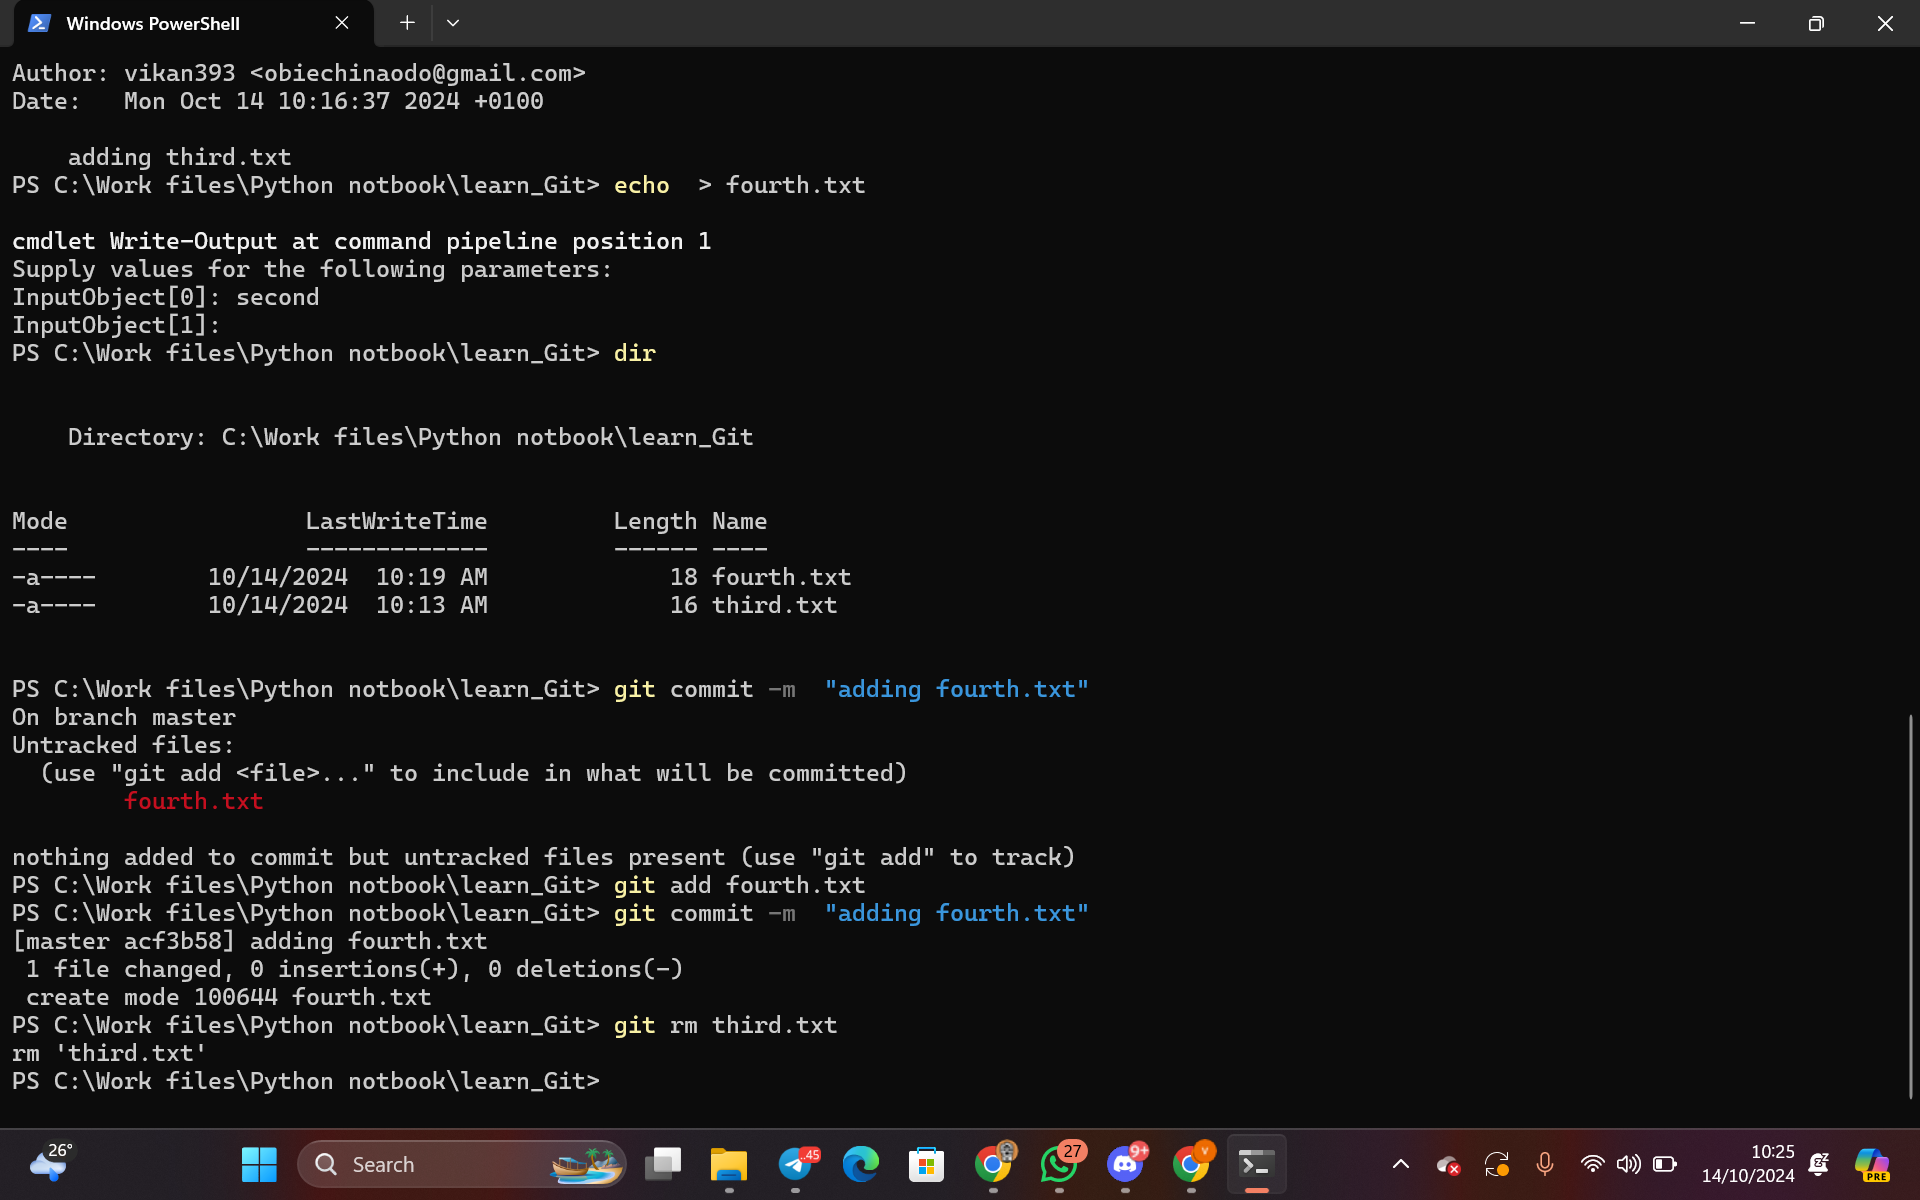 Windows PowerShell
Author: vikan393 <obiechinaodo@gmail.com>
Date:   Mon Oct 14 10:16:37 2024 +0100
    adding third.txt
PS C:\Work files\Python notbook\learn_Git> echo  > fourth.txt
cmdlet Write-Output at command pipeline position 1
Supply values for the following parameters:
InputObject[0]: second
InputObject[1]:
PS C:\Work files\Python notbook\learn_Git> dir
    Directory: C:\Work files\Python notbook\learn_Git
Mode                 LastWriteTime         Length Name
----                 -------------         ------ ----
-a----        10/14/2024  10:19 AM             18 fourth.txt
-a----        10/14/2024  10:13 AM             16 third.txt
PS C:\Work files\Python notbook\learn_Git> git commit -m  "adding fourth.txt"
On branch master
Untracked files:
  (use "git add <file>..." to include in what will be committed)
        fourth.txt
nothing added to commit but untracked files present (use "git add" to track)
PS C:\Work files\Python notbook\learn_Git> git add fourth.txt
PS C:\Work files\Python notbook\learn_Git> git commit -m  "adding fourth.txt"
[master acf3b58] adding fourth.txt
 1 file changed, 0 insertions(+), 0 deletions(-)
 create mode 100644 fourth.txt
PS C:\Work files\Python notbook\learn_Git> git rm third.txt
rm 'third.txt'
PS C:\Work files\Python notbook\learn_Git>
26°
Search
..45
27
9+
V
10:25
14/10/2024
PRE